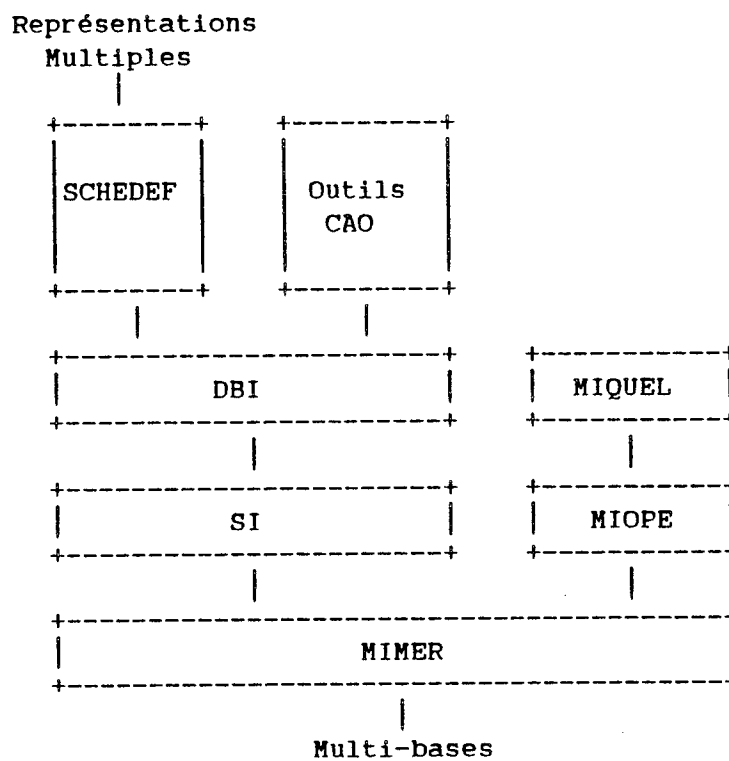 Représentations
Multiples
SCHEDEF
Outils
CAO
DBI
MIQUEL
SI
MIOPE
MIMER
Multi-bases